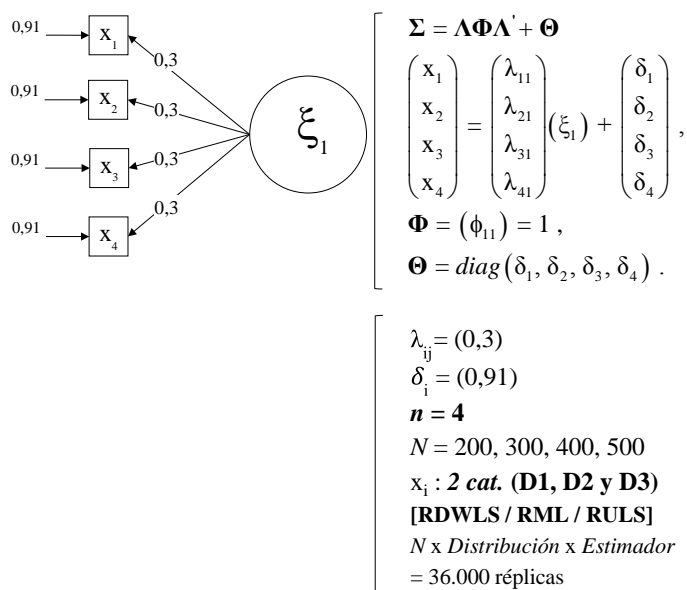 0,91 x₁ 0,3
0,91 x₂ 0,3
0,91 x₃ 0,3
0,91 x₄ 0,3
ξ₁
Σ = ΛΦΛ' + Θ
(x₁ x₂ x₃ x₄) = (λ₁₁ λ₂₁ λ₃₁ λ₄₁) (ξ₁) + (δ₁ δ₂ δ₃ δ₄) ,
Φ = (ϕ₁₁) = 1 ,
Θ = diag(δ₁, δ₂, δ₃, δ₄) .
λᵢⱼ= (0,3)
δᵢ = (0,91)
n = 4
N = 200, 300, 400, 500
xᵢ : 2 cat. (D1, D2 y D3)
[RDWLS / RML / RULS]
N x Distribución x Estimador
= 36.000 réplicas